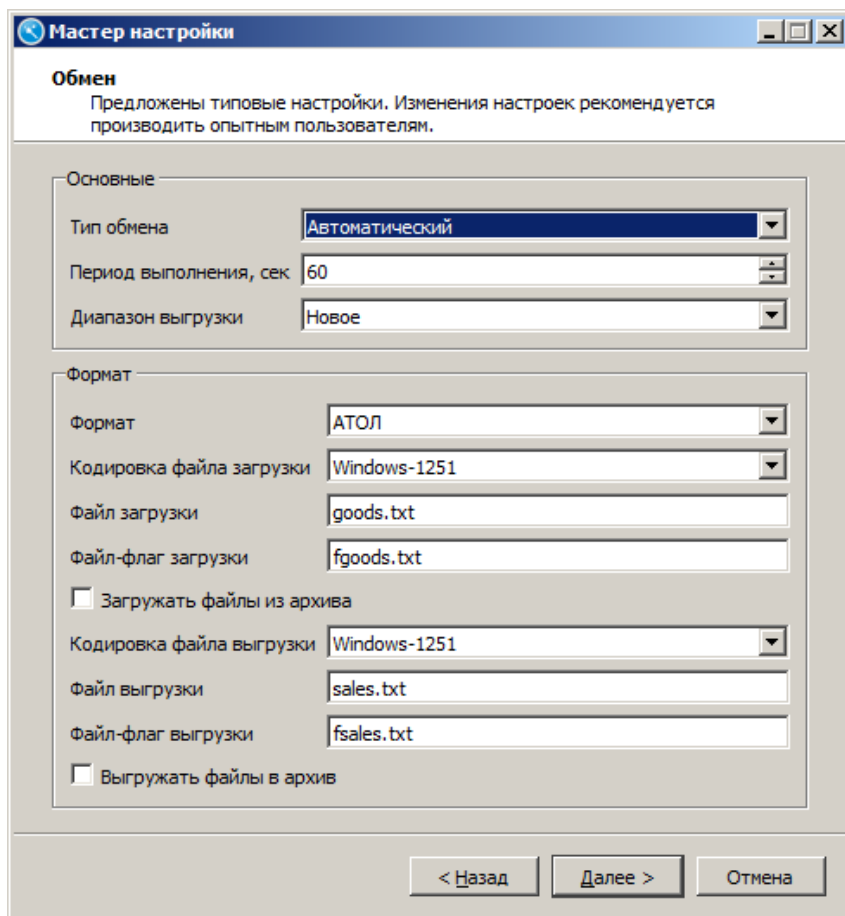 Мастер настройки
Обмен
Предложены типовые настройки. Изменения настроек рекомендуется
производить опытным пользователям.
Основные
Тип обмена Автоматический
Период выполнения, сек 60
Диапазон выгрузки Новое
Формат
Формат АТОЛ
Кодировка файла загрузки Windows-1251
Файл загрузки goods.txt
Файл-флаг загрузки fgoods.txt
Загружать файлы из архива
Кодировка файла выгрузки Windows-1251
Файл выгрузки sales.txt
Файл-флаг выгрузки fsales.txt
Выгружать файлы в архив
< Назад Далее > Отмена